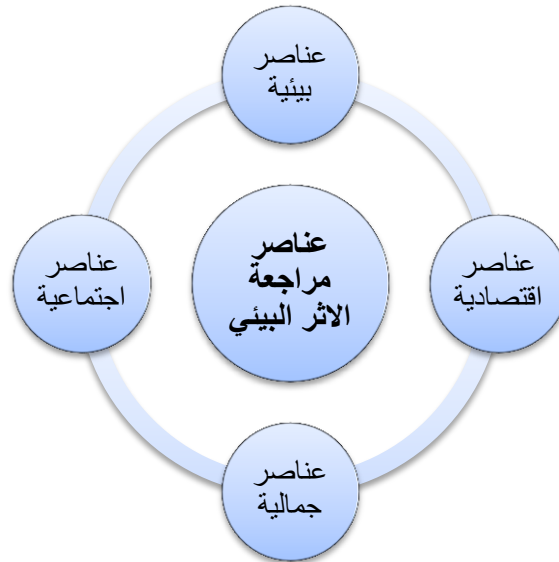 عناصر
بيئية
عناصر
مراجعة
الاثر البيئي
عناصر
اقتصادية
عناصر
اجتماعية
عناصر
جمالية